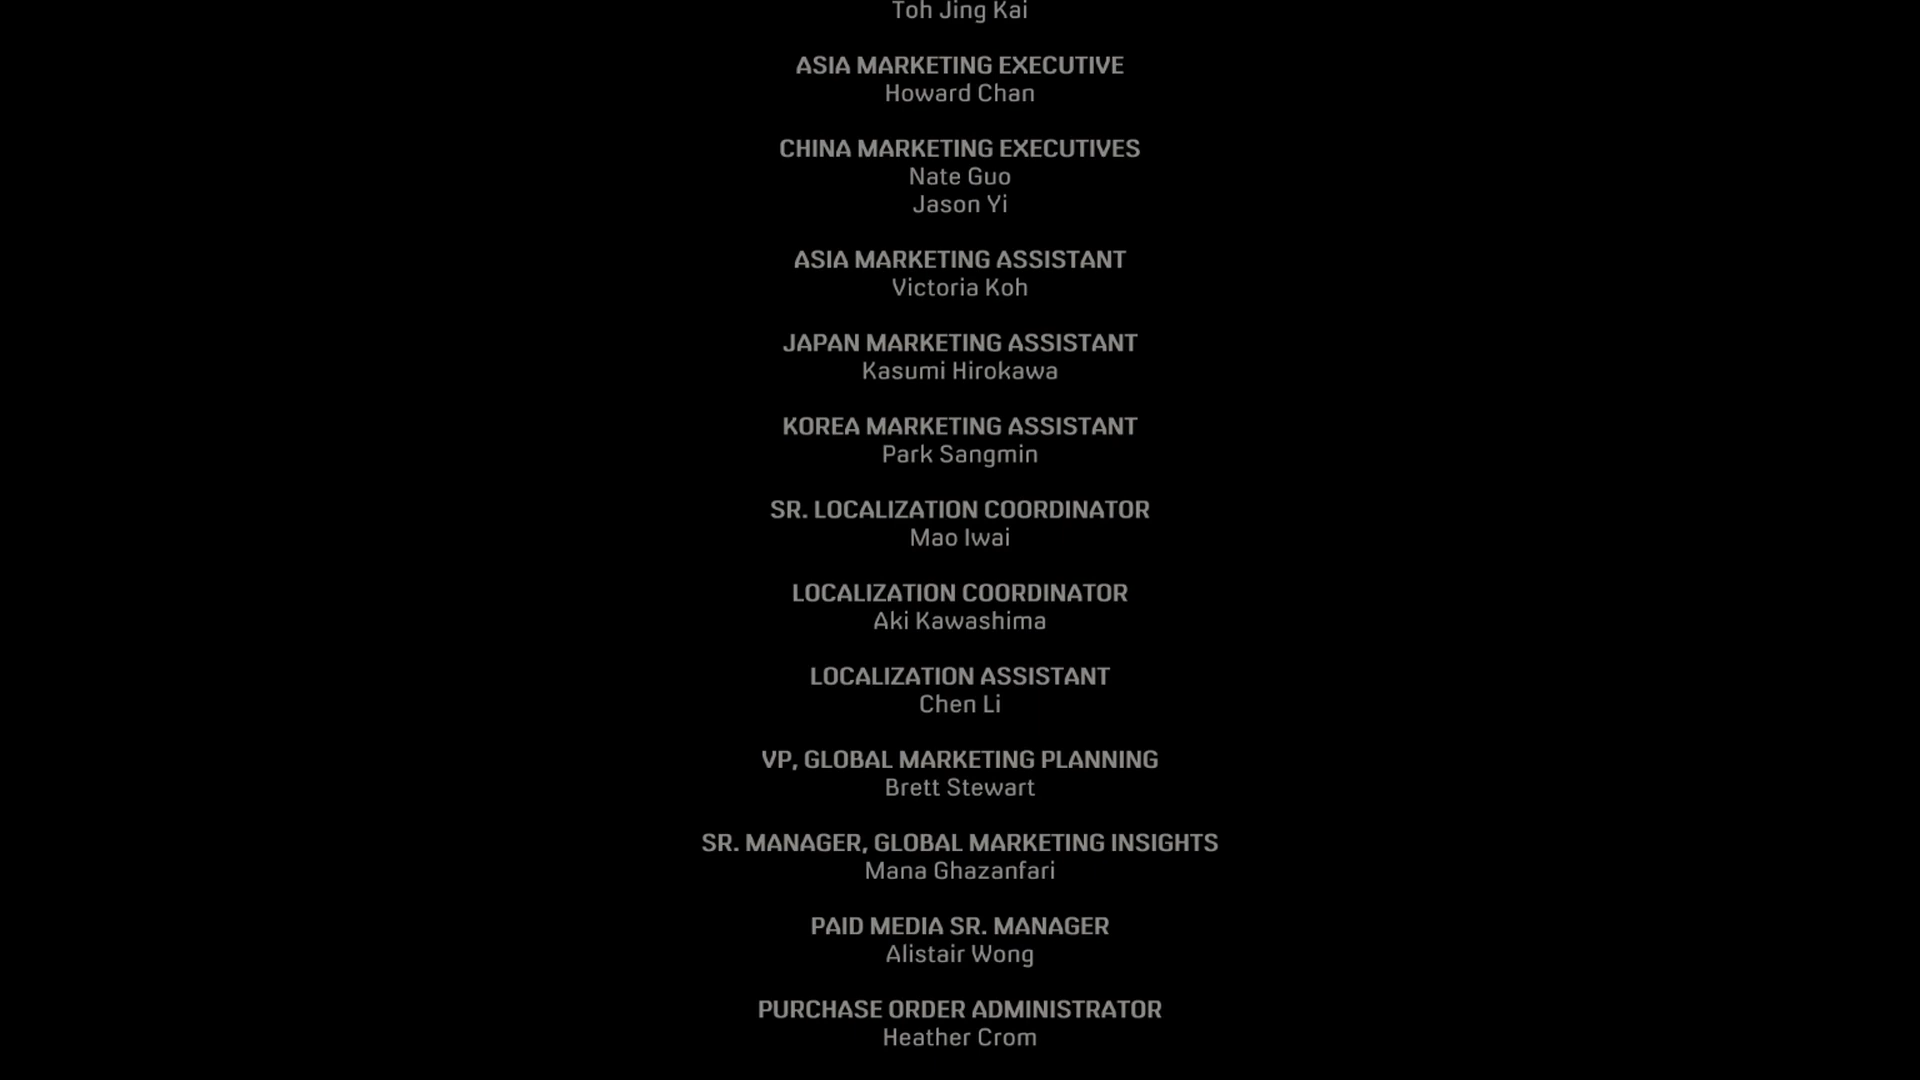 Toh Jing Kai
ASIA MARKETING EXECUTIVE
Howard Chan
CHINA MARKETING EXECUTIVES
Nate Guo
Jason Yi
ASIA MARKETING ASSISTANT
Victoria Koh
JAPAN MARKETING ASSISTANT
Kasumi Hirokawa
KOREA MARKETING ASSISTANT
Park Sangmin
SR. LOCALIZATION COORDINATOR
Mao Iwai
LOCALIZATION COORDINATOR
Aki Kawashima
LOCALIZATION ASSISTANT
Chen Li
VP, GLOBAL MARKETING PLANNING
Brett Stewart
SR. MANAGER, GLOBAL MARKETING INSIGHTS
Mana Ghazanfari
PAID MEDIA SR. MANAGER
Alistair Wong
PURCHASE ORDER ADMINISTRATOR
Heather Crom